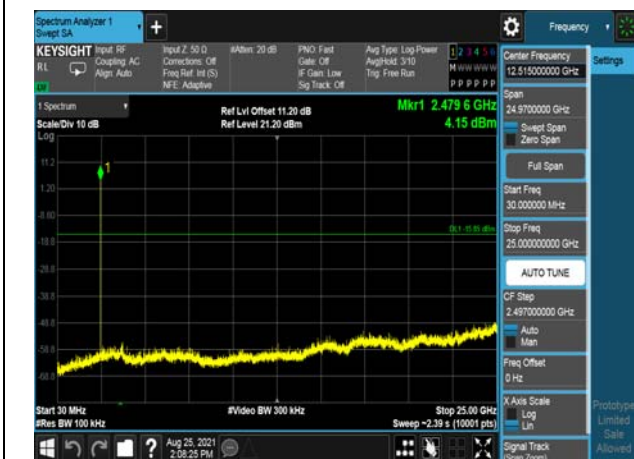 Spectrum Analyzer 1
Swept SA
+
Frequency
KEYSIGHT
RL
Input: RF
Coupling: AC
Align: Auto
Input Z: 50 Ω
Corrections: Off
Freq Ref: Int (S)
NFE: Adaptive
#Atten: 20 dB
PNO: Fast
Gate: Off
IF Gain: Low
Sig Track: Off
Avg Type: Log-Power
Avg|Hold: 3/10
Trig: Free Run
1 2 3 4 5 6
M W W W W W
P P P P P P
Center Frequency
12.515000000 GHz
Settings
Span
24.9700000 GHz
Swept Span
Zero Span
Full Span
Start Freq
30.000000 MHz
Stop Freq
25.000000000 GHz
AUTO TUNE
CF Step
2.497000000 GHz
Auto
Man
Freq Offset
0 Hz
X Axis Scale
Log
Lin
Signal Track
(Span Zoom)
Prototype
Limited
Sale
Allowed
1 Spectrum
Scale/Div 10 dB
Log
Ref Lvl Offset 11.20 dB
Ref Level 21.20 dBm
Mkr1 2.479 6 GHz
4.15 dBm
11.2
1.20
-8.80
-18.8
-28.8
-38.8
-48.8
-58.8
-68.8
1
DL1 -15.85 dBm
Start 30 MHz
#Res BW 100 kHz
#Video BW 300 kHz
Stop 25.00 GHz
Sweep ~2.39 s (10001 pts)
?
Aug 25, 2021
2:08:25 PM